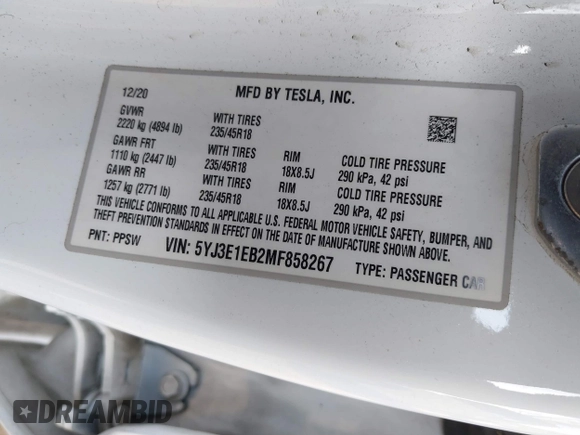 12/20 MFD BY TESLA, INC.
GVWR WITH TIRES
2220 kg (4894 lb) 235/45R18
GAWR FRT WITH TIRES RIM COLD TIRE PRESSURE
1110 kg (2447 lb) 235/45R18 18X8.5J 290 kPa, 42 psi
GAWR RR WITH TIRES RIM COLD TIRE PRESSURE
1257 kg (2771 lb) 235/45R18 18X8.5J 290 kPa, 42 psi
THIS VEHICLE CONFORMS TO ALL APPLICABLE U.S. FEDERAL MOTOR VEHICLE SAFETY, BUMPER, AND
THEFT PREVENTION STANDARDS IN EFFECT ON THE DATE OF MANUFACTURE SHOWN ABOVE.
PNT: PPSW VIN: 5YJ3E1EB2MF858267 TYPE: PASSENGER CAR
DREAMBID